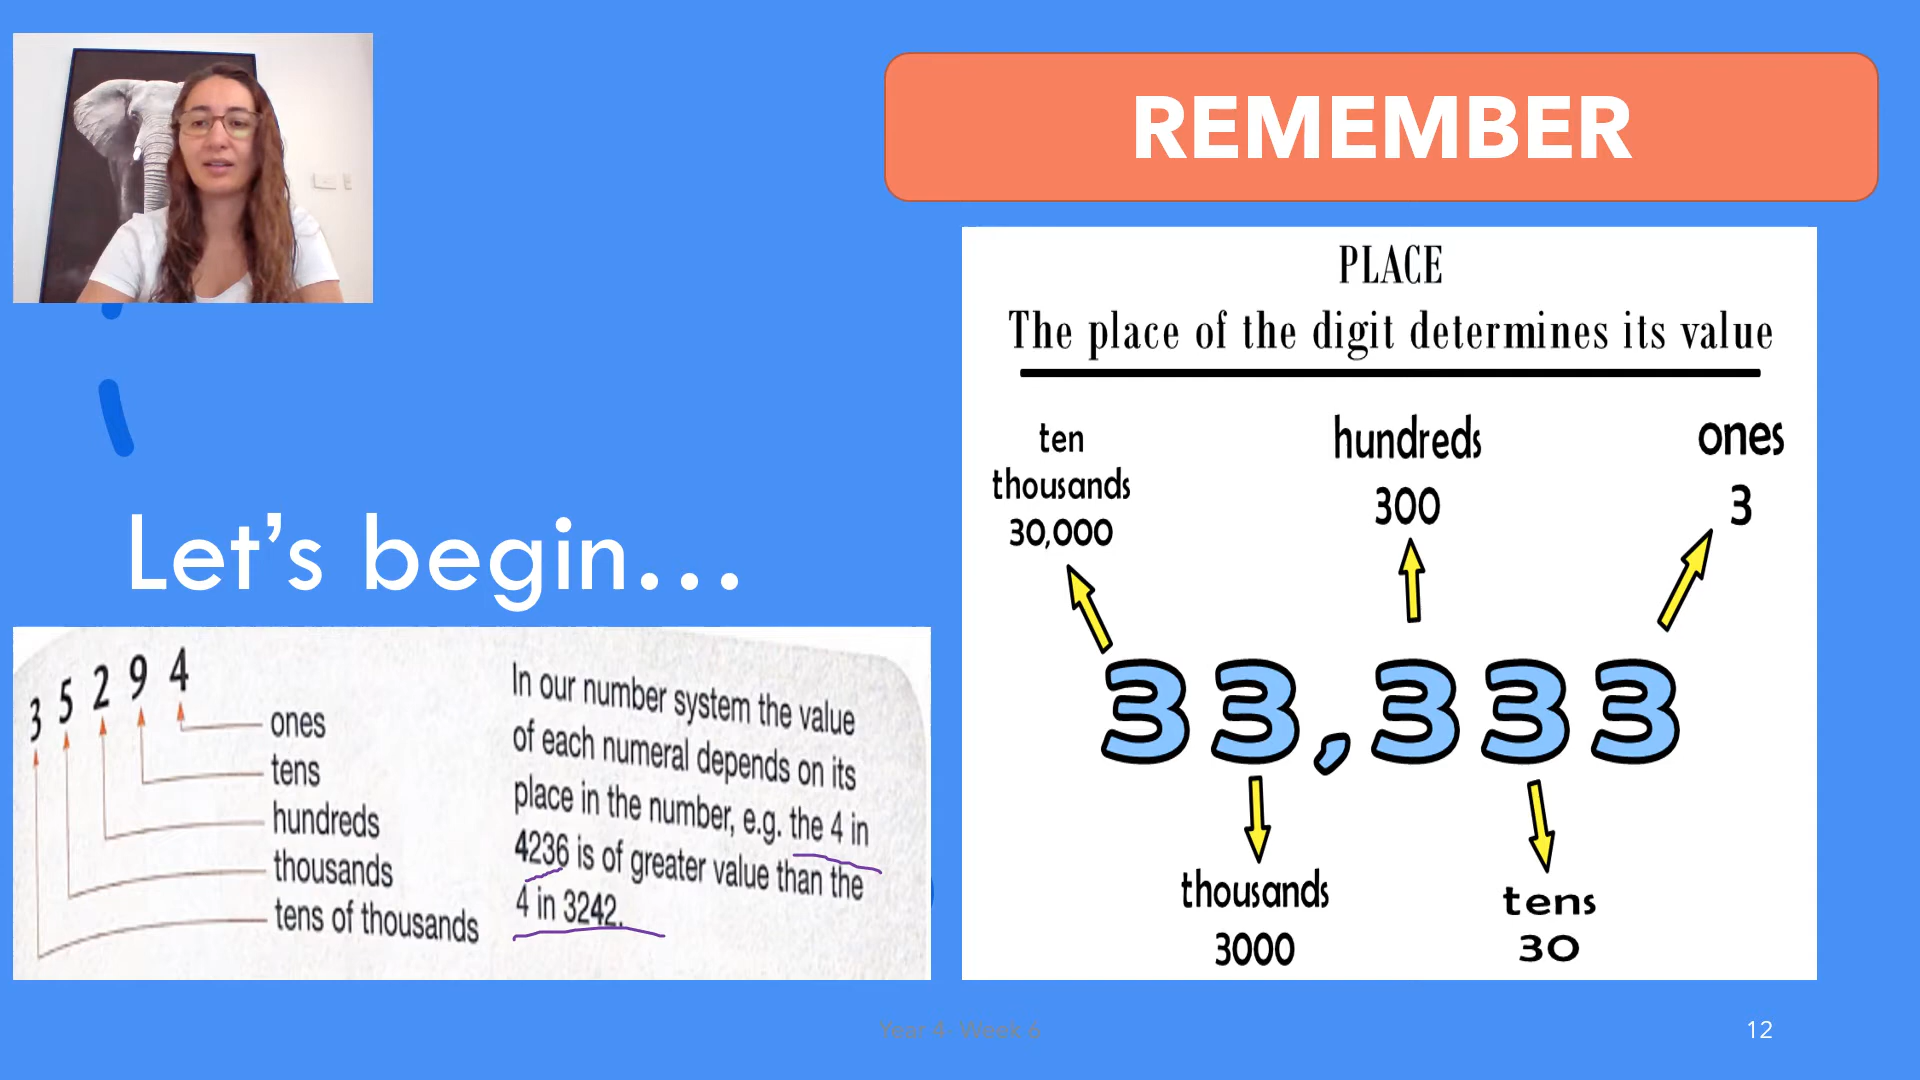 REMEMBER
PLACE
The place of the digit determines its value
ten
thousands
30,000
hundreds
300
ones
3
33,333
thousands
3000
tens
30
Let’s begin...
3 5 2 9 4
ones
tens
hundreds
thousands
tens of thousands
In our number system the value
of each numeral depends on its
place in the number, e.g. the 4 in
4236 is of greater value than the
4 in 3242.
Year 4- Week 6
12